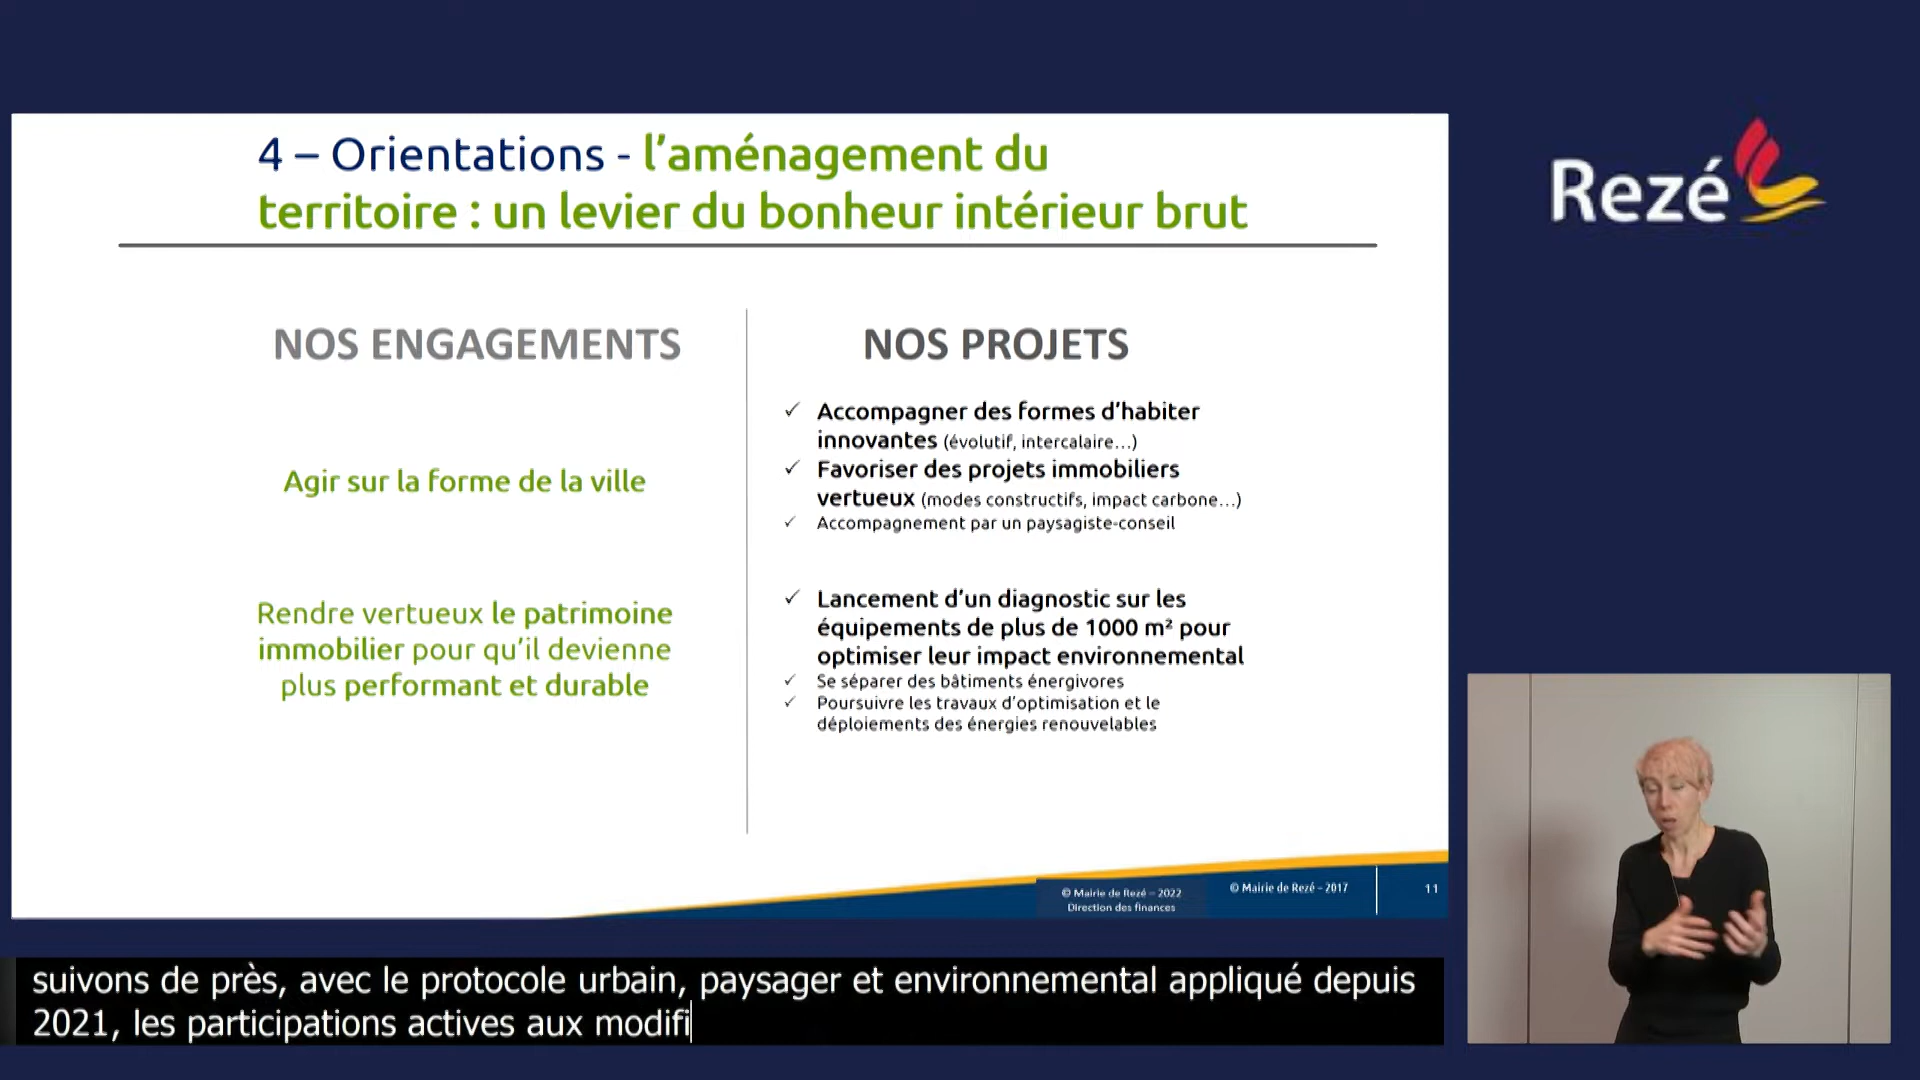 4 – Orientations - l’aménagement du
territoire : un levier du bonheur intérieur brut
Rezé
NOS ENGAGEMENTS
Agir sur la forme de la ville
Rendre vertueux le patrimoine
immobilier pour qu’il devienne
plus performant et durable
NOS PROJETS
✓ Accompagner des formes d’habiter
innovantes (évolutif, intercalaire…)
✓ Favoriser des projets immobiliers
vertueux (modes constructifs, impact carbone…)
✓ Accompagnement par un paysagiste-conseil
✓ Lancement d’un diagnostic sur les
équipements de plus de 1000 m² pour
optimiser leur impact environnemental
✓ Se séparer des bâtiments énergivores
✓ Poursuivre les travaux d’optimisation et le
déploiements des énergies renouvelables
© Mairie de Rezé – 2022
Direction des finances
© Mairie de Rezé – 2017
11
suivons de près, avec le protocole urbain, paysager et environnemental appliqué depuis
2021, les participations actives aux modifi